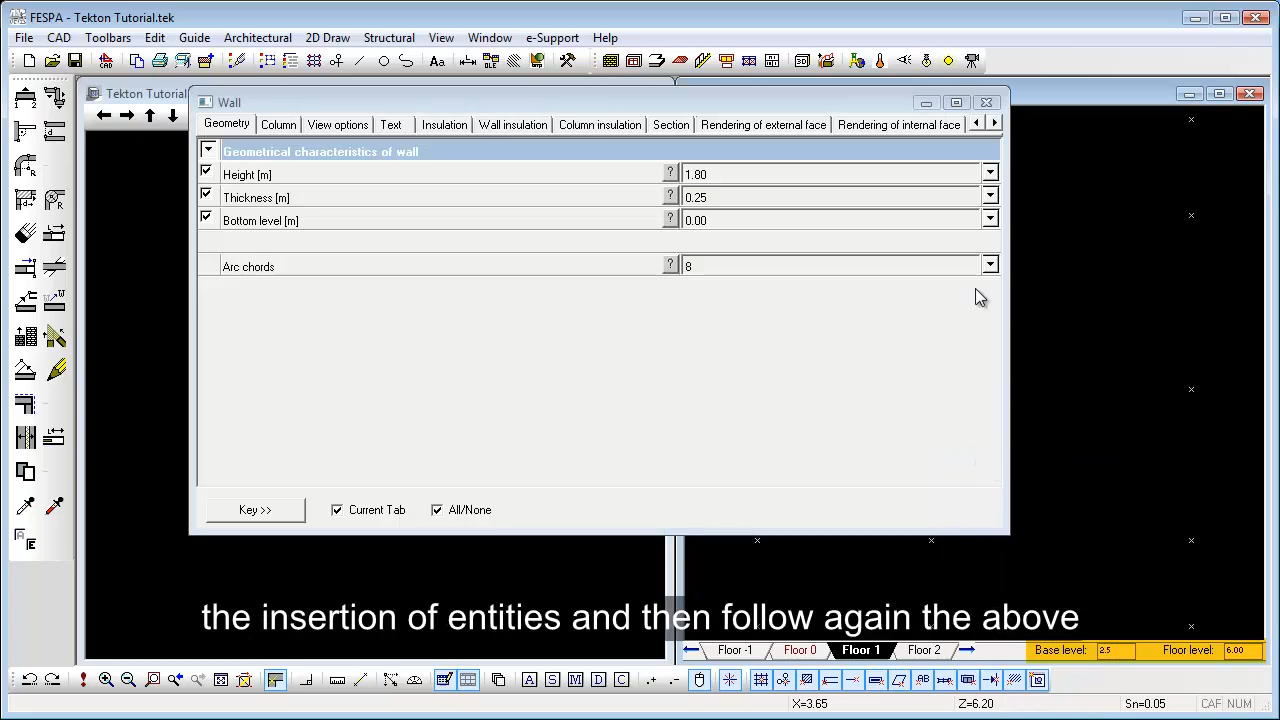 FESPA - Tekton Tutorial.tek
File CAD Toolbars Edit Guide Architectural 2D Draw Structural View Window e-Support Help
Tekton Tutorial
Wall
Geometry Column View options Text Insulation Wall insulation Column insulation Section Rendering of external face Rendering of internal face
Geometrical characteristics of wall
Height [m] ? 1.80
Thickness [m] ? 0.25
Bottom level [m] ? 0.00
Arc chords ? 8
Key >> Current Tab All/None
the insertion of entities and then follow again the above
Floor -1 Floor 0 Floor 1 Floor 2 Base level: 2.5 Floor level: 6.00
A S M D C
X=3.65 Z=6.20 Sn=0.05 CAF NUM